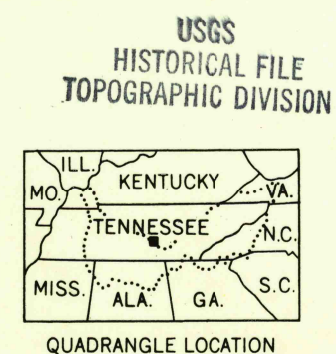 USGS
HISTORICAL FILE
TOPOGRAPHIC DIVISION
ILL.
MO.
KENTUCKY
VA.
TENNESSEE
N.C.
MISS.
ALA.
GA.
S.C.
QUADRANGLE LOCATION